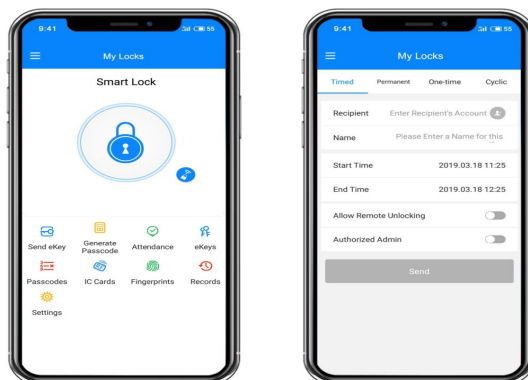 9:41
55
My Locks
Smart Lock
Send eKey
Generate
Passcode
Attendance
eKeys
Passcodes
IC Cards
Fingerprints
Records
Settings
9:41
55
My Locks
Timed
Permanent
One-time
Cyclic
Recipient
Enter Recipient's Account
Name
Please Enter a Name for this
Start Time
2019.03.18 11:25
End Time
2019.03.18 12:25
Allow Remote Unlocking
Authorized Admin
Send